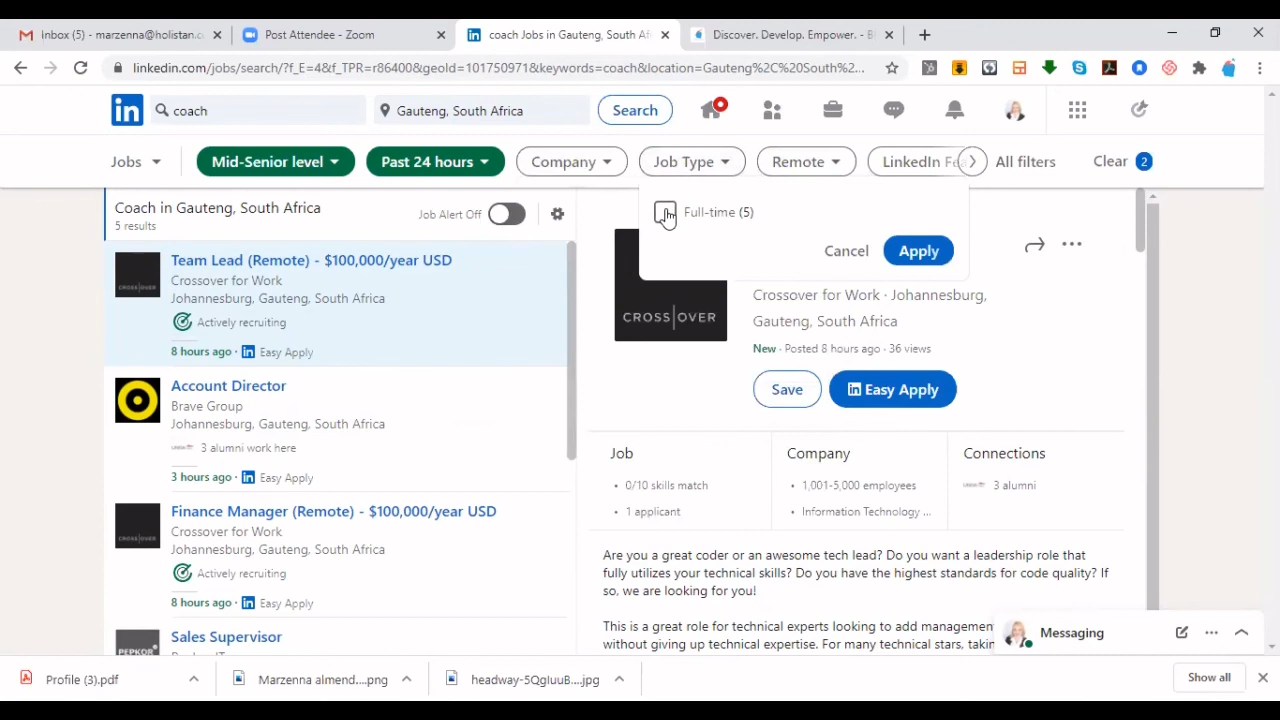 Inbox (5) - marzenna@holistan.c
Post Attendee - Zoom
coach Jobs in Gauteng, South Af
Discover. Develop. Empower. - B
linkedin.com/jobs/search/?f_E=4&f_TPR=r86400&geoId=101750971&keywords=coach&location=Gauteng%2C%20South%2...
in
coach
Gauteng, South Africa
Search
Jobs
Mid-Senior level
Past 24 hours
Company
Job Type
Remote
LinkedIn Fea
All filters
Clear 2
Coach in Gauteng, South Africa
5 results
Job Alert Off
Full-time (5)
Cancel
Apply
Team Lead (Remote) - $100,000/year USD
Crossover for Work
Johannesburg, Gauteng, South Africa
Actively recruiting
8 hours ago · in Easy Apply
Account Director
Brave Group
Johannesburg, Gauteng, South Africa
3 alumni work here
3 hours ago · in Easy Apply
Finance Manager (Remote) - $100,000/year USD
Crossover for Work
Johannesburg, Gauteng, South Africa
Actively recruiting
8 hours ago · in Easy Apply
PEPKOR
Sales Supervisor
CROSS|OVER
Crossover for Work · Johannesburg,
Gauteng, South Africa
New · Posted 8 hours ago · 36 views
Save
in Easy Apply
Job
• 0/10 skills match
• 1 applicant
Company
• 1,001-5,000 employees
• Information Technology ...
Connections
3 alumni
Are you a great coder or an awesome tech lead? Do you want a leadership role that
fully utilizes your technical skills? Do you have the highest standards for code quality? If
so, we are looking for you!
This is a great role for technical experts looking to add management
without giving up technical expertise. For many technical stars, takin
Messaging
Profile (3).pdf
Marzenna almend....png
headway-5QgIuuB....jpg
Show all